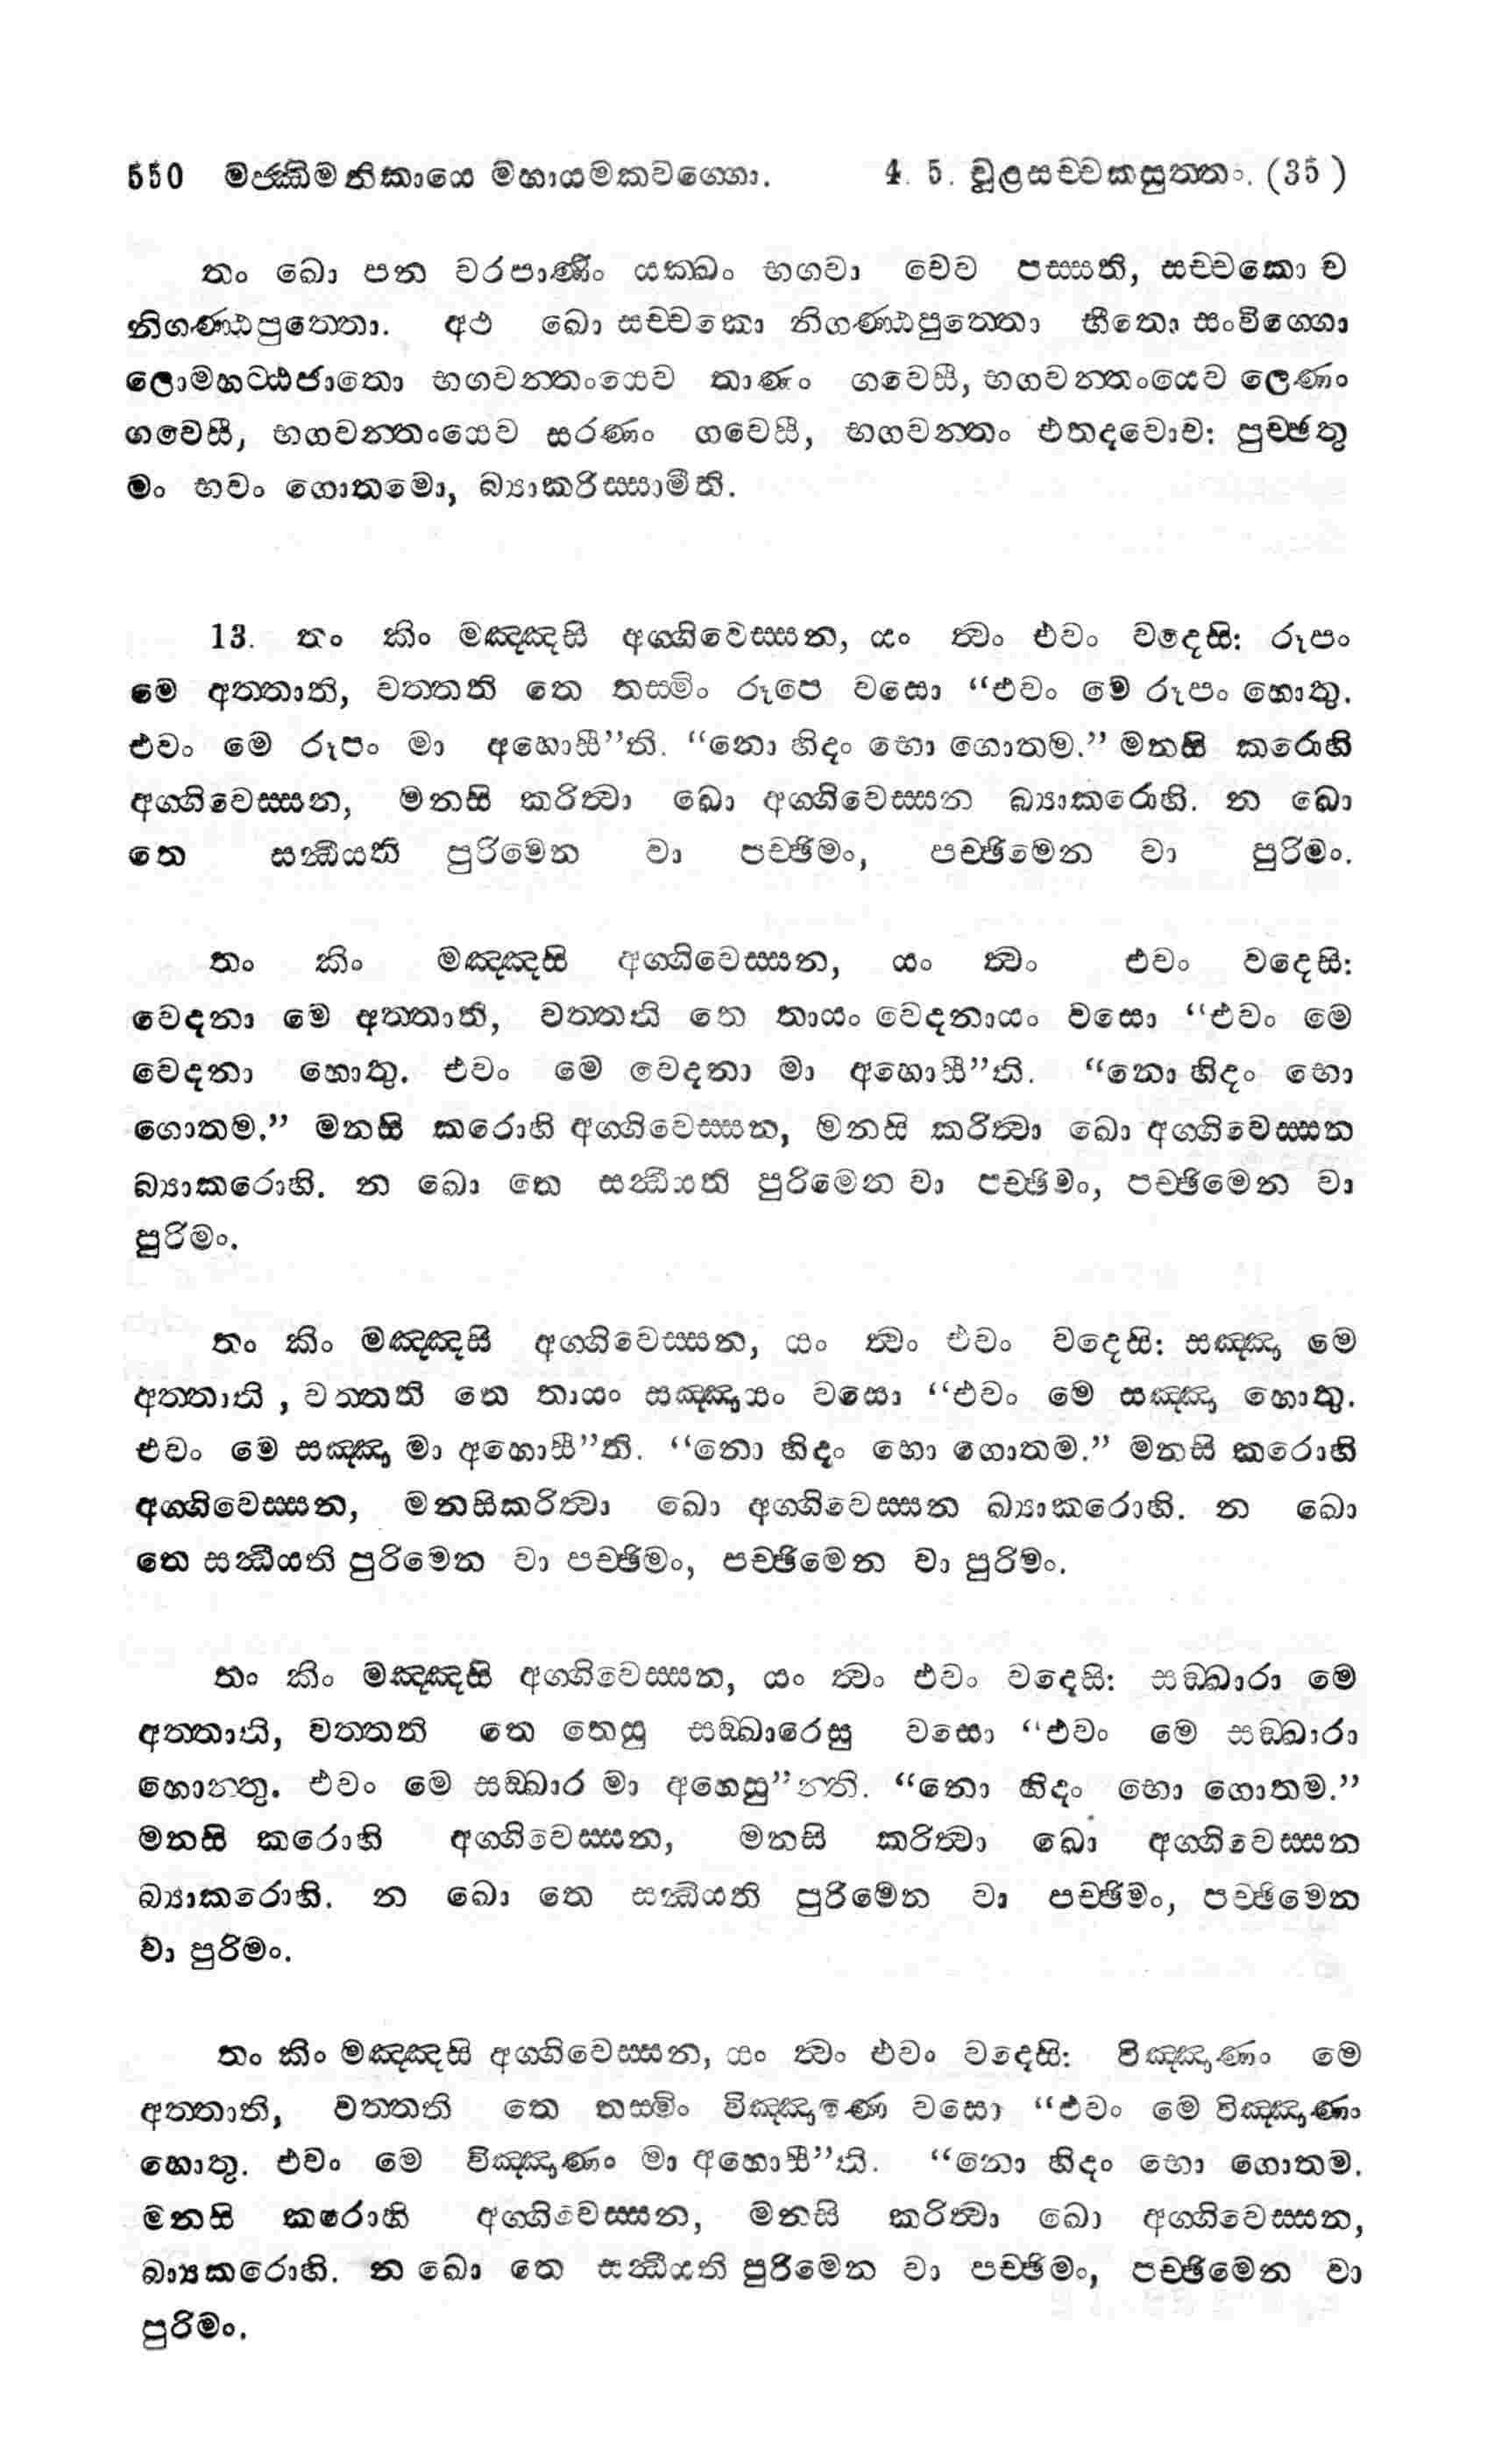 550 මජ්ඣිමනිකායෙ මහායමකවග්ගො. 4. 5. චූළසච්චකසුත්තං. (35)
තං ඛො පන වරපාණිං යක්ඛං භගවා චෙව පස්සති, සච්චකො ච
නිගණ්ඨපුත්තො. අථ ඛො සච්චකො නිගණ්ඨපුත්තො භීතො සංවිග්ගො
ලොමහට්ඨජාතො භගවන්තංයෙව තාණං ගවෙසී, භගවන්තංයෙව ලෙණං
ගවෙසී, භගවන්තංයෙව සරණං ගවෙසී, භගවන්තං එතදවොච: පුච්ඡතු
මං භවං ගොතමො, බ්‍යාකරිස්සාමීති.
13. තං කිං මඤ්ඤසි අග්ගිවෙස්සන, යං ත්වං එවං වදෙසි: රූපං
මෙ අත්තාති, වත්තති තෙ තස්මිං රූපෙ වසො “එවං මෙ රූපං හොතු.
එවං මෙ රූපං මා අහොසී”ති. “නො හිදං භො ගොතම.” මනසි කරොහි
අග්ගිවෙස්සන, මනසි කරිත්වා ඛො අග්ගිවෙස්සන බ්‍යාකරොහි. න ඛො
තෙ සන්ධීයති පුරිමෙන වා පච්ඡිමං, පච්ඡිමෙන වා පුරිමං.
තං කිං මඤ්ඤසි අග්ගිවෙස්සන, යං ත්වං එවං වදෙසි:
වෙදනා මෙ අත්තාති, වත්තති තෙ තායං වෙදනායං වසො “එවං මෙ
වෙදනා හොතු. එවං මෙ වෙදනා මා අහොසී”ති. “නො හිදං භො
ගොතම.” මනසි කරොහි අග්ගිවෙස්සන, මනසි කරිත්වා ඛො අග්ගිවෙස්සන
බ්‍යාකරොහි. න ඛො තෙ සන්ධීයති පුරිමෙන වා පච්ඡිමං, පච්ඡිමෙන වා
පුරිමං.
තං කිං මඤ්ඤසි අග්ගිවෙස්සන, යං ත්වං එවං වදෙසි: සඤ්ඤා මෙ
අත්තාති , වත්තති තෙ තායං සඤ්ඤායං වසො “එවං මෙ සඤ්ඤා හොතු.
එවං මෙ සඤ්ඤා මා අහොසී”ති. “නො හිදං හො ගොතම.” මනසි කරොහි
අග්ගිවෙස්සන, මනසිකරිත්වා ඛො අග්ගිවෙස්සන බ්‍යාකරොහි. න ඛො
තෙ සන්ධීයති පුරිමෙන වා පච්ඡිමං, පච්ඡිමෙන වා පුරිමං.
තං කිං මඤ්ඤසි අග්ගිවෙස්සන, යං ත්වං එවං වදෙසි: සඞ්ඛාරා මෙ
අත්තාති, වත්තති තෙ තෙසු සඞ්ඛාරෙසු වසො “එවං මෙ සඞ්ඛාරා
හොන්තු. එවං මෙ සඞ්ඛාර මා අහෙසු”න්ති. “නො හිදං භො ගොතම.”
මනසි කරොහි අග්ගිවෙස්සන, මනසි කරිත්වා ඛො අග්ගිවෙස්සන
බ්‍යාකරොහි. න ඛො තෙ සන්ධියති පුරිමෙන වා පච්ඡිමං, පච්ඡිමෙන
වා පුරිමං.
තං කිං මඤ්ඤසි අග්ගිවෙස්සන, යං ත්වං එවං වදෙසි: විඤ්ඤාණං මෙ
අත්තාති, වත්තති තෙ තස්මිං විඤ්ඤාණෙ වසො “එවං මෙ විඤ්ඤාණං
හොතු. එවං මෙ විඤ්ඤාණං මා අහොසී”ති. “නො හිදං භො ගොතම.
මනසි කරොහි අග්ගිවෙස්සන, මනසි කරිත්වා ඛො අග්ගිවෙස්සන,
බ්‍යාකරොහි. න ඛො තෙ සන්ධීයති පුරිමෙන වා පච්ඡිමං, පච්ඡිමෙන වා
පුරිමං.